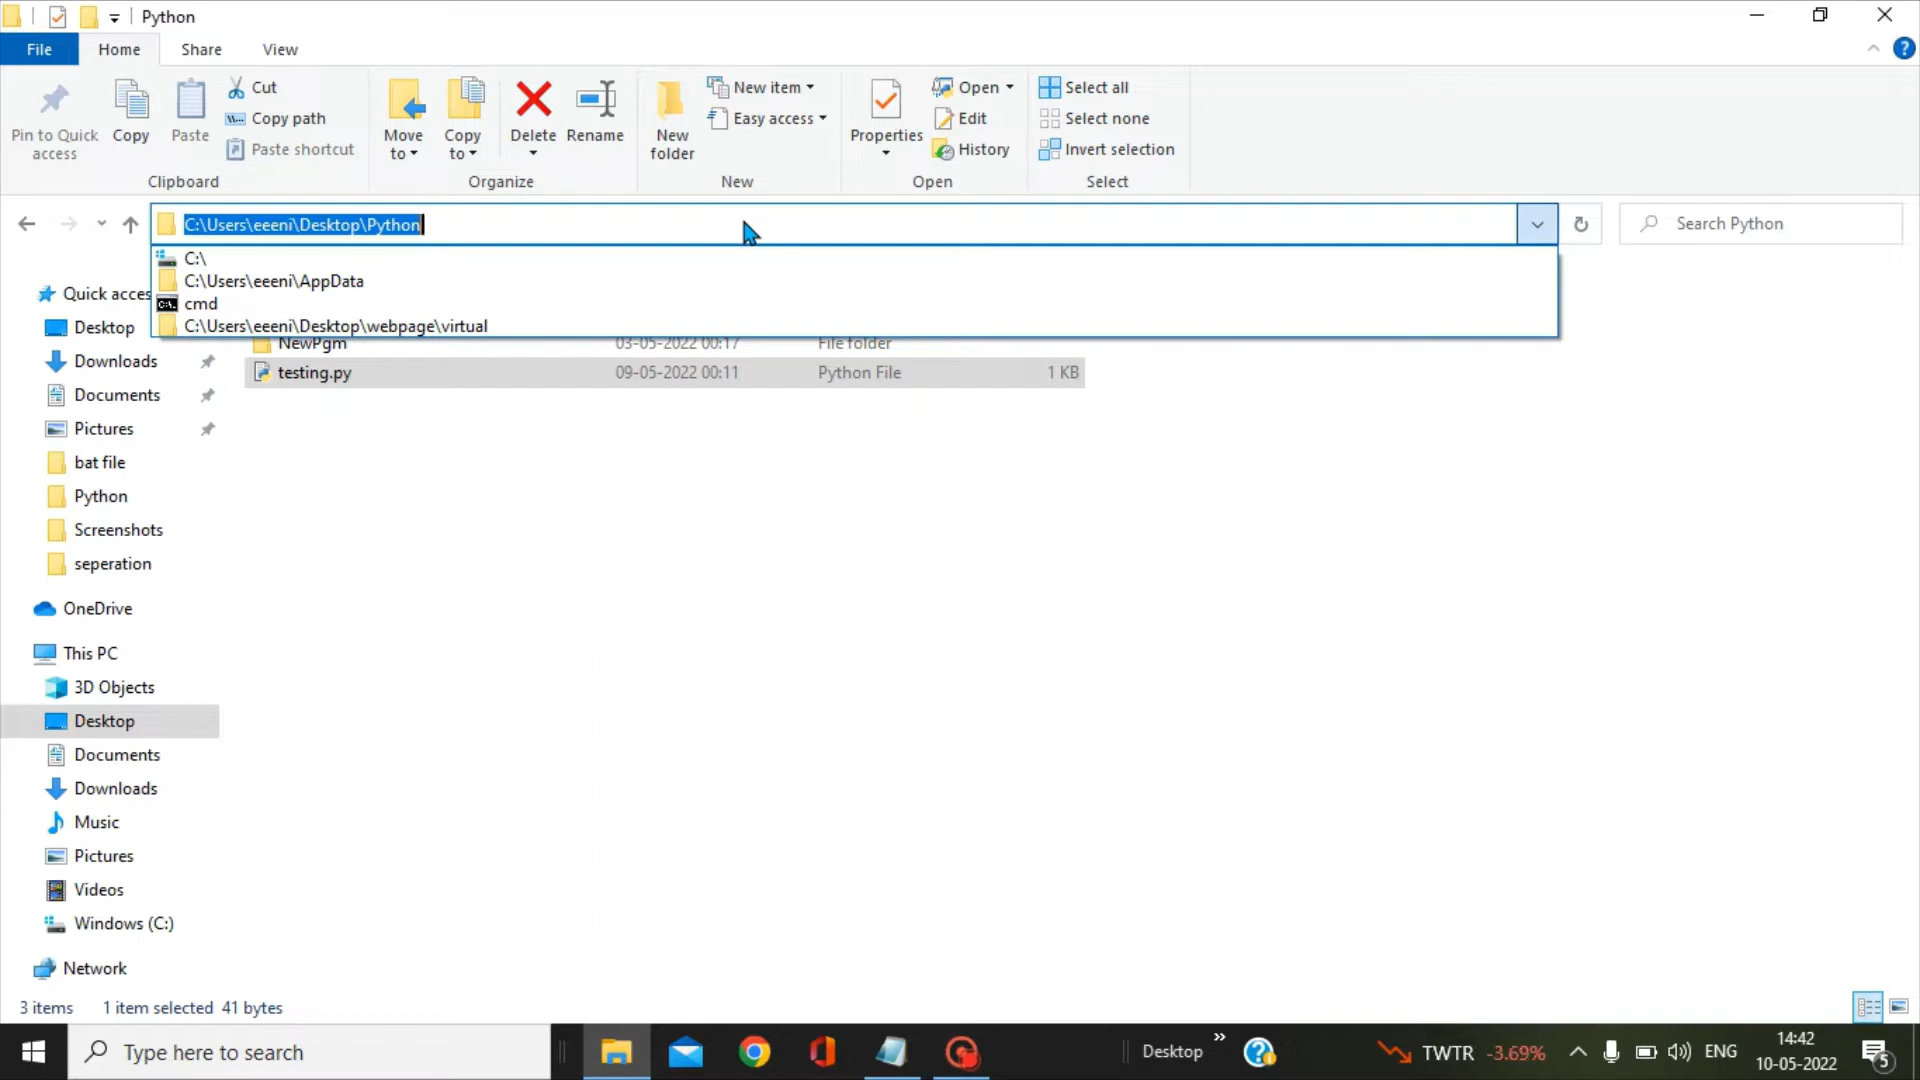 Python
File
Home
Share
View
Pin to Quick
access
Copy
Paste
Cut
Copy path
Paste shortcut
Clipboard
Move
to
Copy
to
Delete
Rename
Organize
New
folder
New item
Easy access
New
Properties
Open
Edit
History
Open
Select all
Select none
Invert selection
Select
C:\Users\eeeni\Desktop\Python
Search Python
C:\
C:\Users\eeeni\AppData
cmd
C:\Users\eeeni\Desktop\webpage\virtual
NewPgm 03-05-2022 00:17 File folder
testing.py 09-05-2022 00:11 Python File 1 KB
Quick acces
Desktop
Downloads
Documents
Pictures
bat file
Python
Screenshots
seperation
OneDrive
This PC
3D Objects
Desktop
Documents
Downloads
Music
Pictures
Videos
Windows (C:)
Network
3 items 1 item selected 41 bytes
Type here to search
Desktop
TWTR -3.69%
ENG
14:42
10-05-2022
5